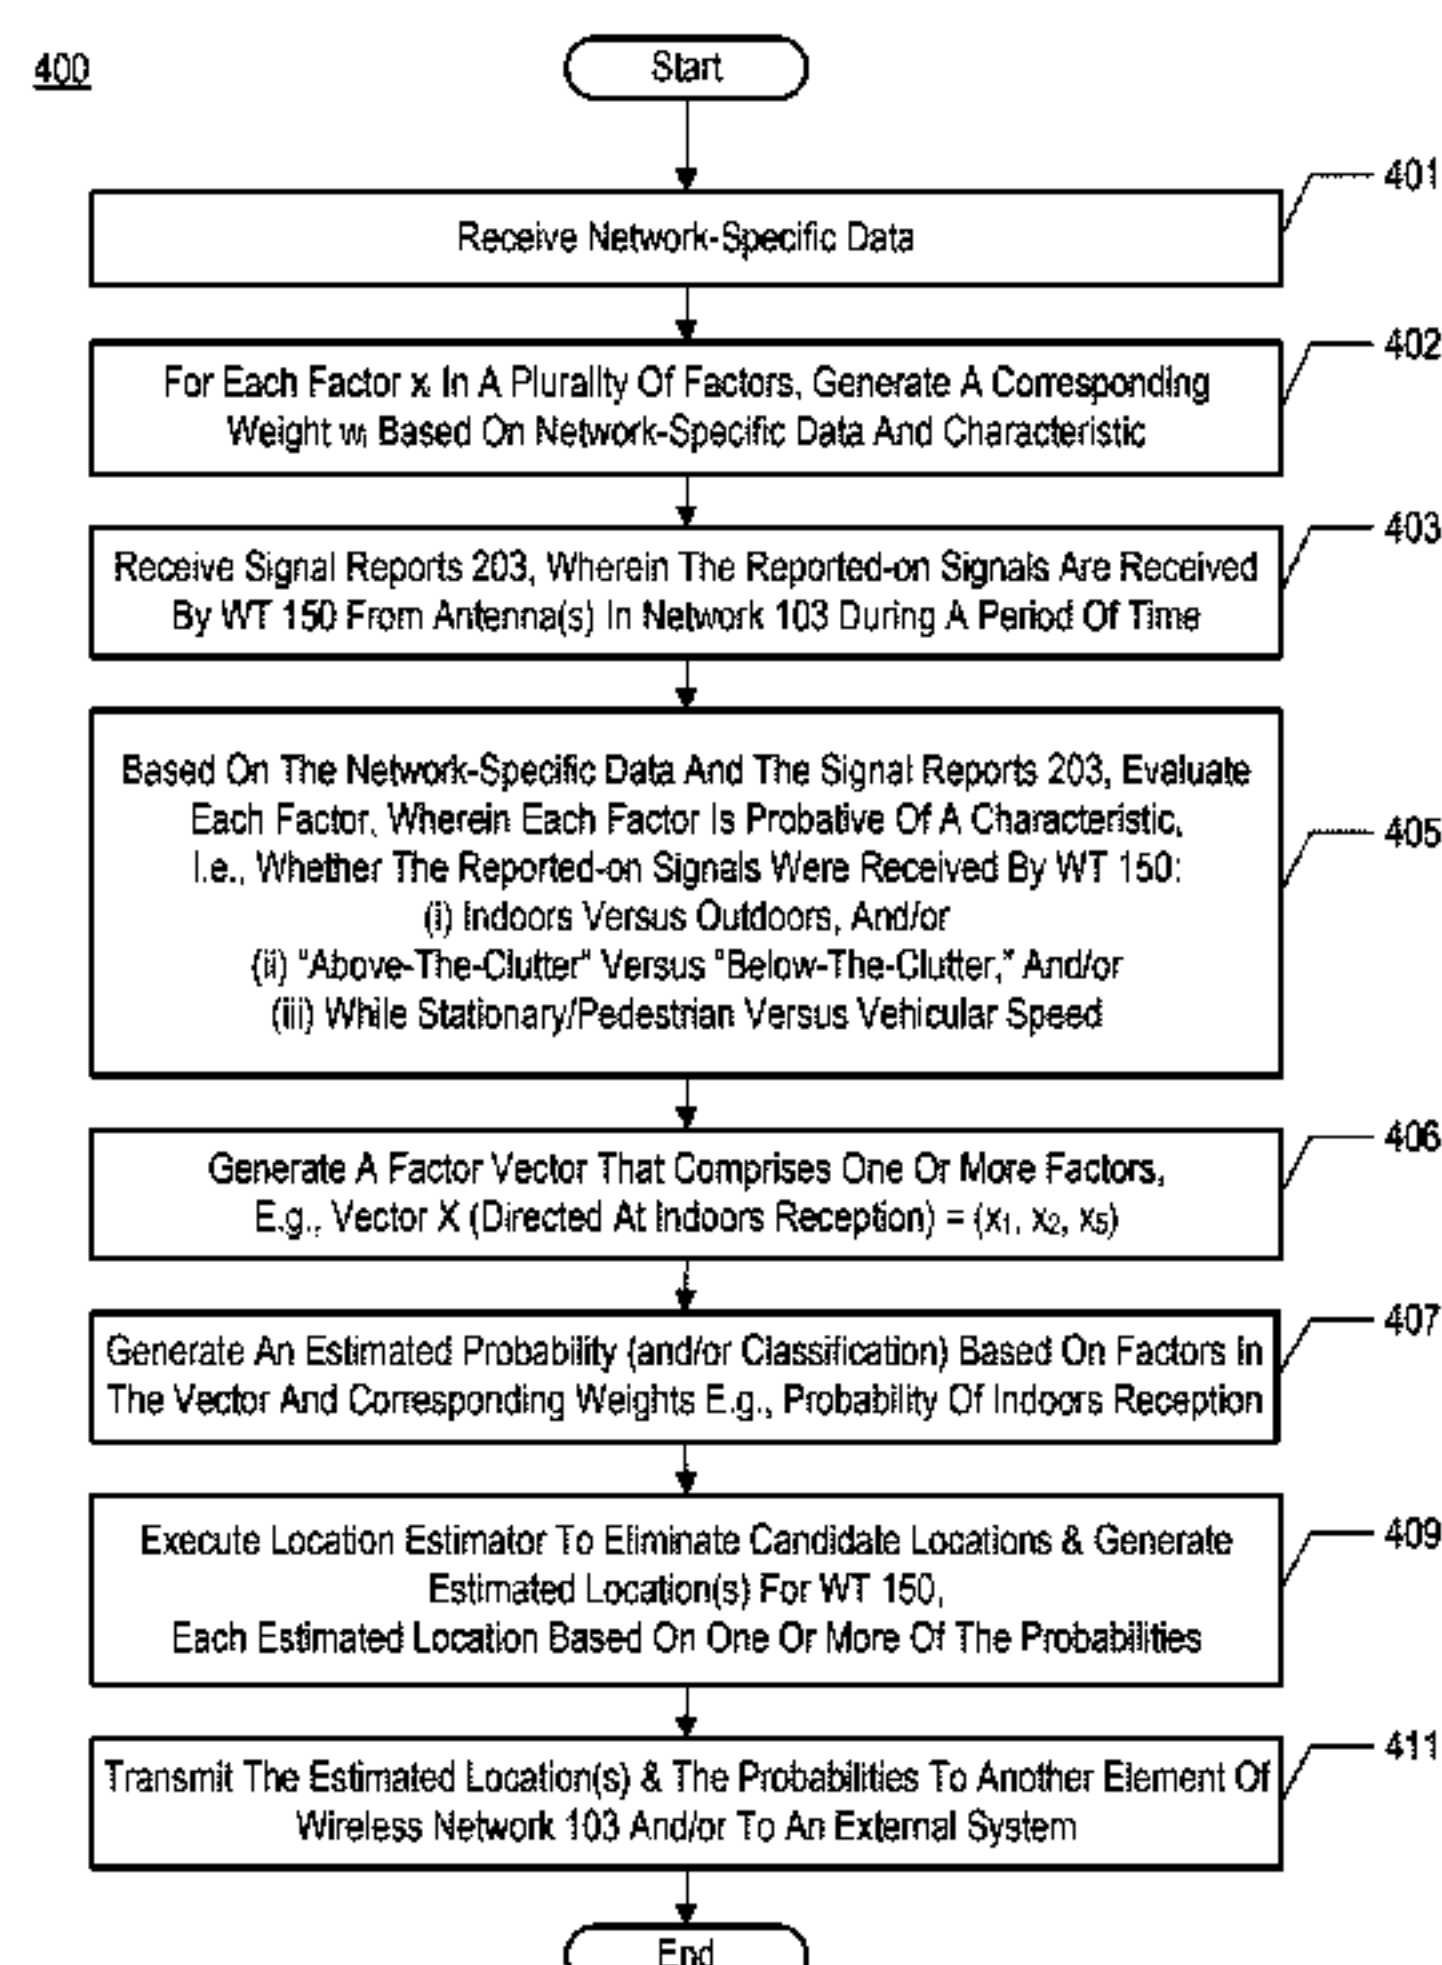 400
Start
401
Receive Network-Specific Data
402
For Each Factor xᵢ In A Plurality Of Factors, Generate A Corresponding
Weight wᵢ Based On Network-Specific Data And Characteristic
403
Receive Signal Reports 203, Wherein The Reported-on Signals Are Received
By WT 150 From Antenna(s) In Network 103 During A Period Of Time
405
Based On The Network-Specific Data And The Signal Reports 203, Evaluate
Each Factor, Wherein Each Factor Is Probative Of A Characteristic,
I.e., Whether The Reported-on Signals Were Received By WT 150:
(i) Indoors Versus Outdoors, And/or
(ii) "Above-The-Clutter" Versus "Below-The-Clutter," And/or
(iii) While Stationary/Pedestrian Versus Vehicular Speed
406
Generate A Factor Vector That Comprises One Or More Factors,
E.g., Vector X (Directed At Indoors Reception) = (x₁, x₂, x₅)
407
Generate An Estimated Probability (and/or Classification) Based On Factors In
The Vector And Corresponding Weights E.g., Probability Of Indoors Reception
409
Execute Location Estimator To Eliminate Candidate Locations & Generate
Estimated Location(s) For WT 150,
Each Estimated Location Based On One Or More Of The Probabilities
411
Transmit The Estimated Location(s) & The Probabilities To Another Element Of
Wireless Network 103 And/or To An External System
End